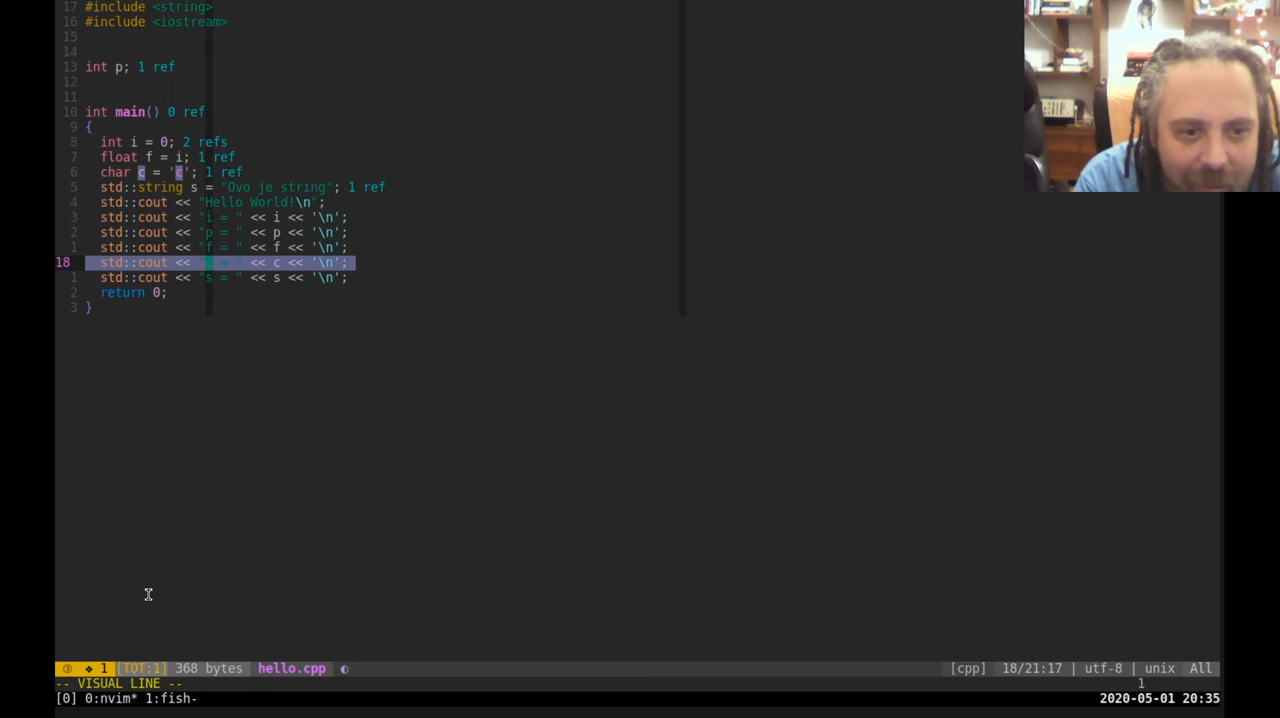 17 #include <string>
16 #include <iostream>
15
14
13 int p; 1 ref
12
11
10 int main() 0 ref
9 {
8 int i = 0; 2 refs
7 float f = i; 1 ref
6 char c = 'c'; 1 ref
5 std::string s = "Ovo je string"; 1 ref
4 std::cout << "Hello World!\n";
3 std::cout << "i = " << i << '\n';
2 std::cout << "p = " << p << '\n';
1 std::cout << "f = " << f << '\n';
18 std::cout << " = " << c << '\n';
1 std::cout << "s = " << s << '\n';
2 return 0;
3 }
③ ❖ 1 [TOT:1] 368 bytes hello.cpp [cpp] 18/21:17 | utf-8 | unix All
-- VISUAL LINE -- 1
[0] 0:nvim* 1:fish- 2020-05-01 20:35